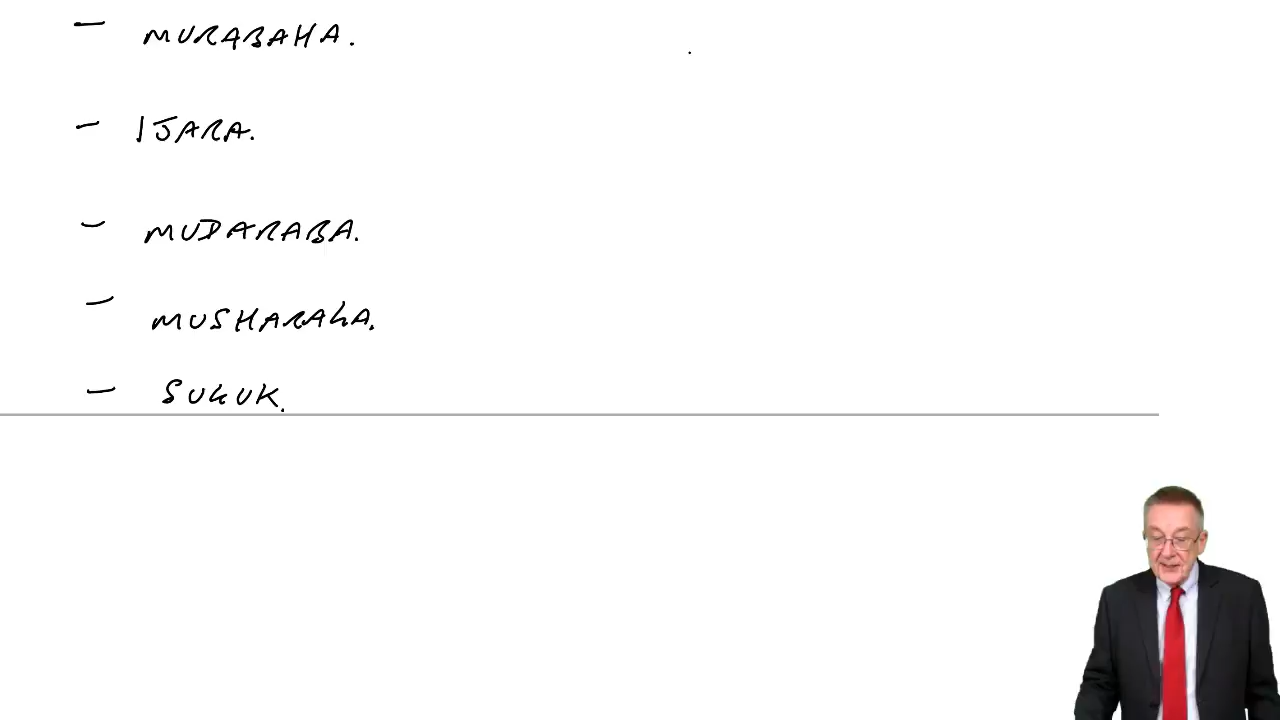 - MURABAHA.
- IJARA.
- MUDARABA.
- MUSHARAKA.
- SUKUK.